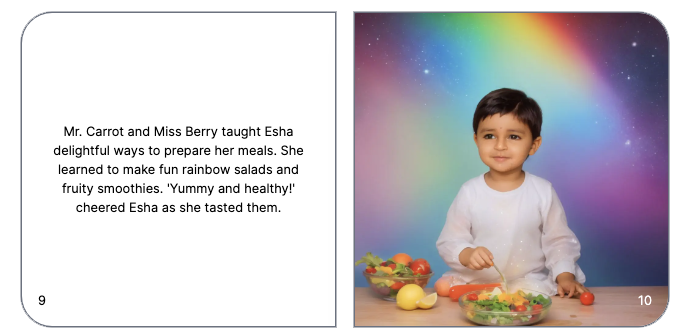 Mr. Carrot and Miss Berry taught Esha
delightful ways to prepare her meals. She
learned to make fun rainbow salads and
fruity smoothies. 'Yummy and healthy!'
cheered Esha as she tasted them.
9
10